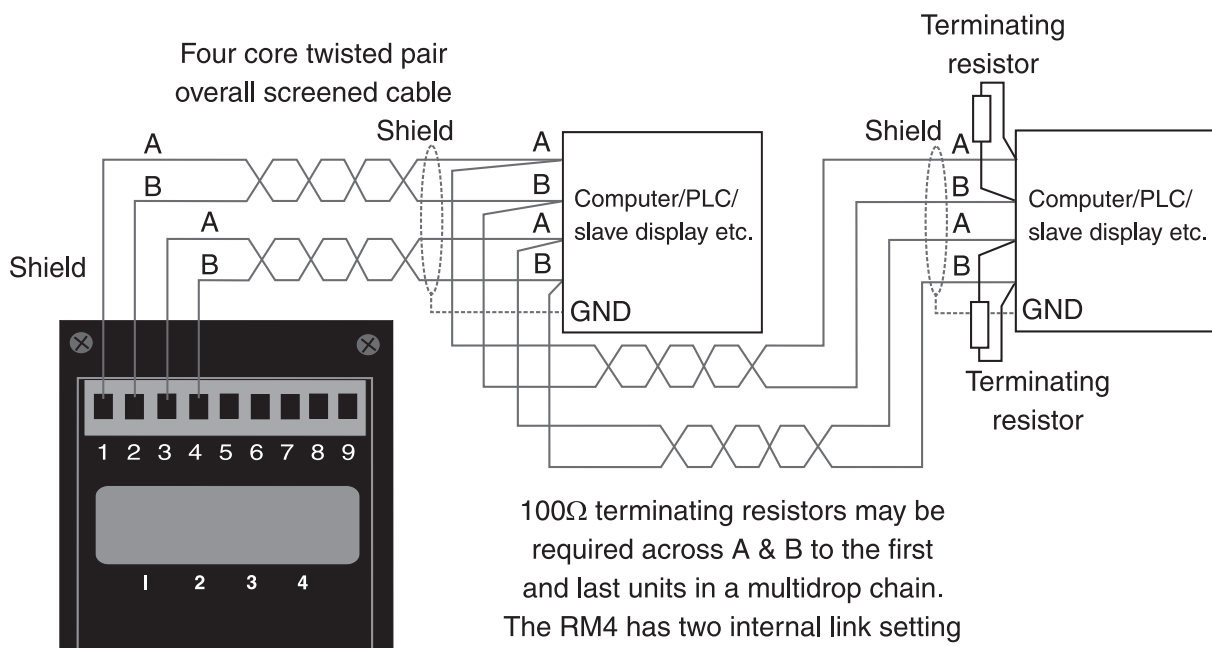 Four core twisted pair
overall screened cable
Terminating
resistor
Shield
Shield
A
B
A
B
A
B
A
B
Computer/PLC/
slave display etc.
GND
A
B
A
B
Computer/PLC/
slave display etc.
GND
Shield
Terminating
resistor
1 2 3 4 5 6 7 8 9
I 2 3 4
100Ω terminating resistors may be
required across A & B to the first
and last units in a multidrop chain.
The RM4 has two internal link setting